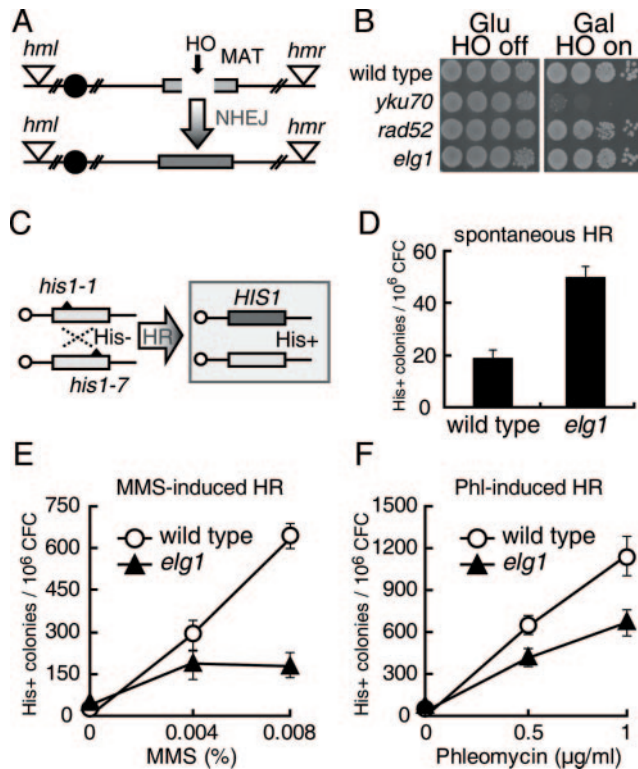 A
HO
MAT
hml
hmr
NHEJ
hml
hmr
B
Glu
HO off
Gal
HO on
wild type
yku70
rad52
elg1
C
his1-1
His-
his1-7
HR
HIS1
His+
D
spontaneous HR
His+ colonies / 10⁶ CFC
60
40
20
0
wild type
elg1
E
MMS-induced HR
His+ colonies / 10⁶ CFC
750
600
450
300
150
0
wild type
elg1
0
0.004
0.008
MMS (%)
F
Phl-induced HR
His+ colonies / 10⁶ CFC
1500
1200
900
600
300
0
wild type
elg1
0
0.5
1
Pheomycin (μg/ml)